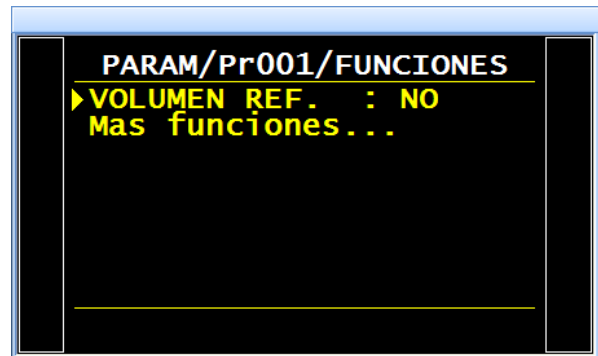 PARAM/Pr001/FUNCIONES
VOLUMEN REF. : NO
Mas funciones...